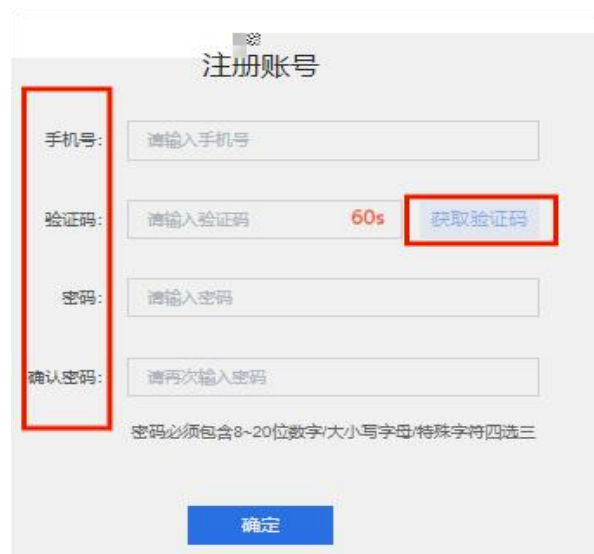 注册账号
手机号: 请输入手机号
验证码: 请输入验证码 60s 获取验证码
密码: 请输入密码
确认密码: 请再次输入密码
密码必须包含8~20位数字/大小写字母/特殊字符四选三
确定